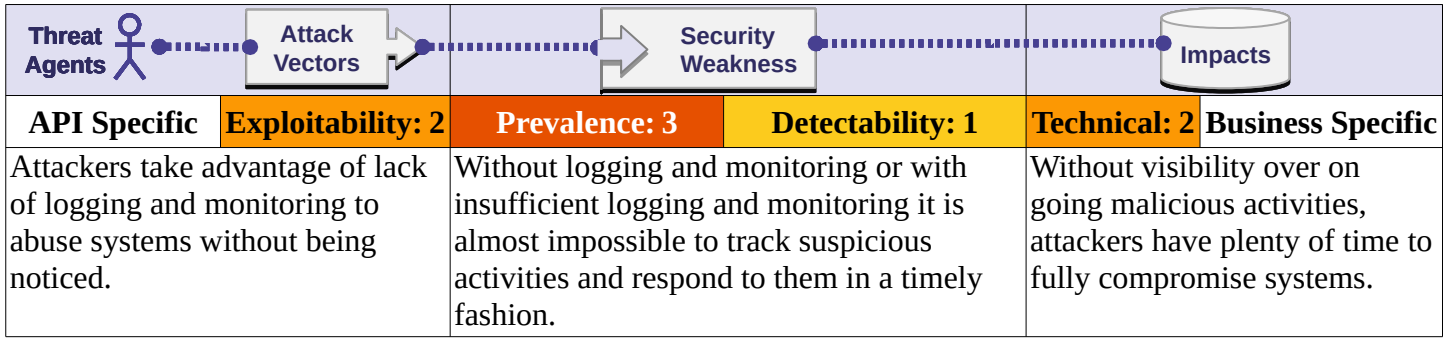 Threat
Agents
Attack
Vectors
Security
Weakness
Impacts
API Specific
Exploitability: 2
Prevalence: 3
Detectability: 1
Technical: 2
Business Specific
Attackers take advantage of lack
of logging and monitoring to
abuse systems without being
noticed.
Without logging and monitoring or with
insufficient logging and monitoring it is
almost impossible to track suspicious
activities and respond to them in a timely
fashion.
Without visibility over on
going malicious activities,
attackers have plenty of time to
fully compromise systems.